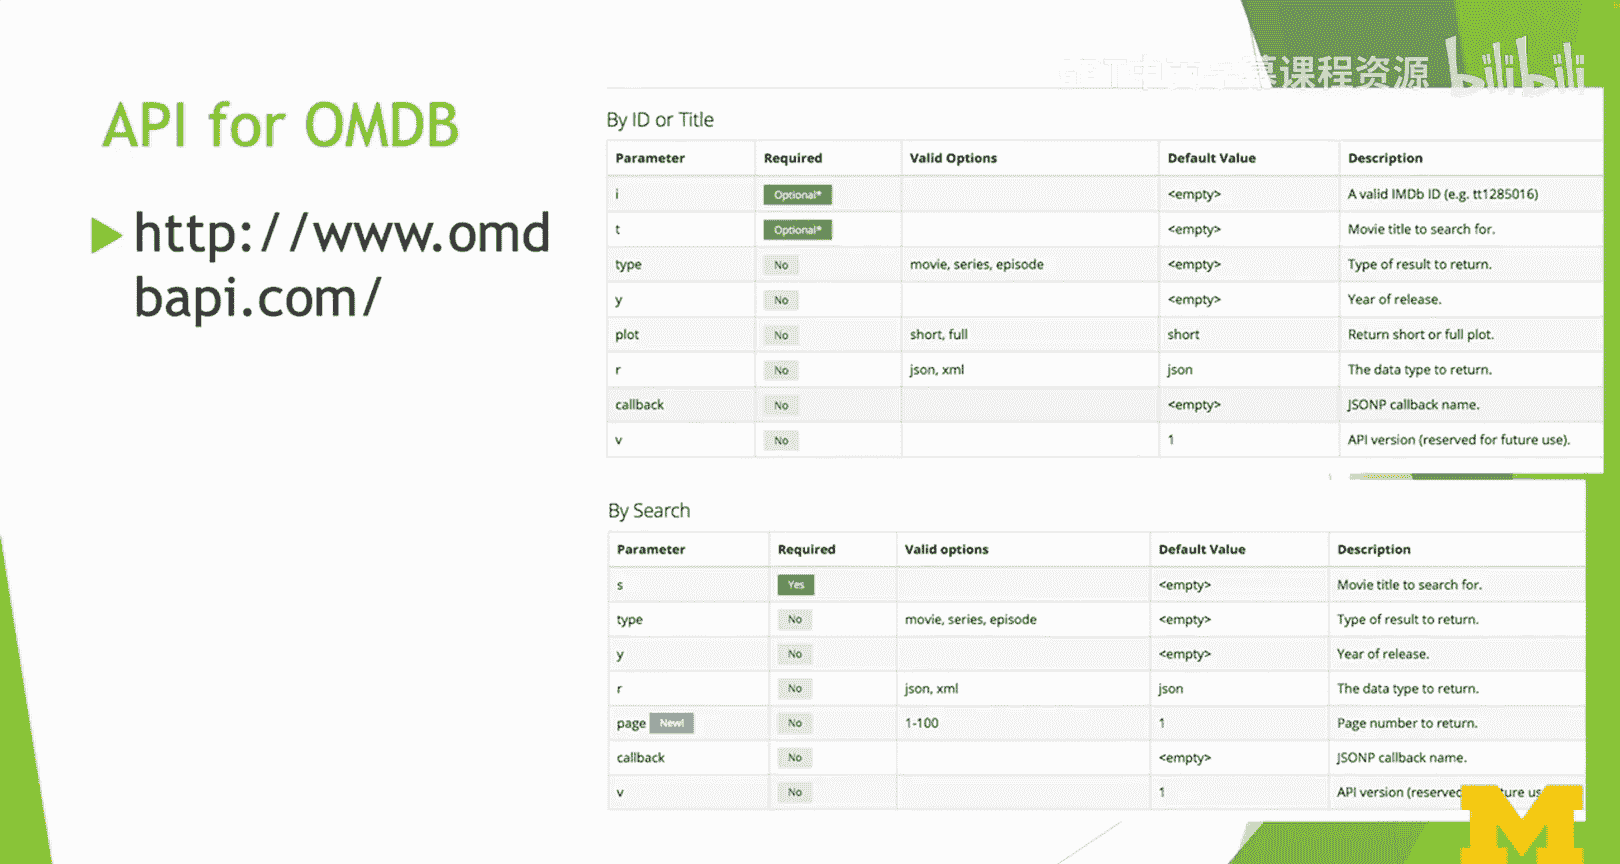 课程资源 bilibili
API for OMDB
http://www.omd
bapi.com/
By ID or Title
Parameter Required Valid Options Default Value Description
i Optional* <empty> A valid IMDb ID (e.g. tt1285016)
t Optional* <empty> Movie title to search for.
type No movie, series, episode <empty> Type of result to return.
y No <empty> Year of release.
plot No short, full short Return short or full plot.
r No json, xml json The data type to return.
callback No <empty> JSONP callback name.
v No 1 API version (reserved for future use).
By Search
Parameter Required Valid options Default Value Description
s Yes <empty> Movie title to search for.
type No movie, series, episode <empty> Type of result to return.
y No <empty> Year of release.
r No json, xml json The data type to return.
page New! No 1-100 1 Page number to return.
callback No <empty> JSONP callback name.
v No 1 API version (reserved
M